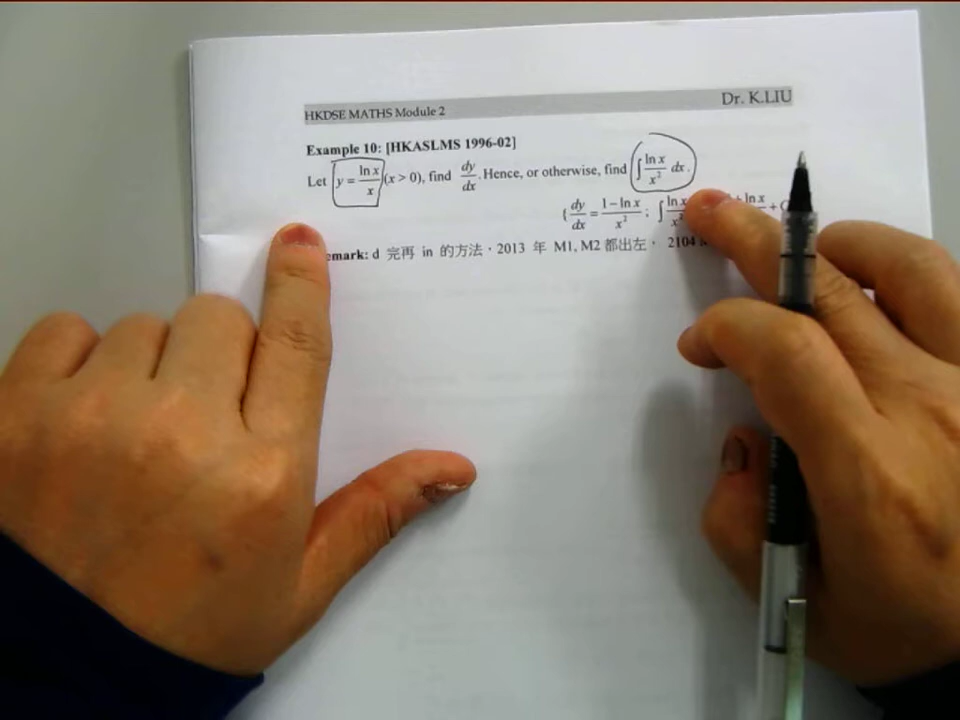 HKDSE MATHS Module 2 Dr. K.LIU
Example 10: [HKASLMS 1996-02]
Let y = ln x / x (x > 0), find dy/dx. Hence, or otherwise, find ∫ ln x / x² dx.
{ dy/dx = 1 − ln x / x² ; ∫ ln x ln x + C
emark: d 完再 in 的方法，2013 年 M1, M2 都出左， 2104